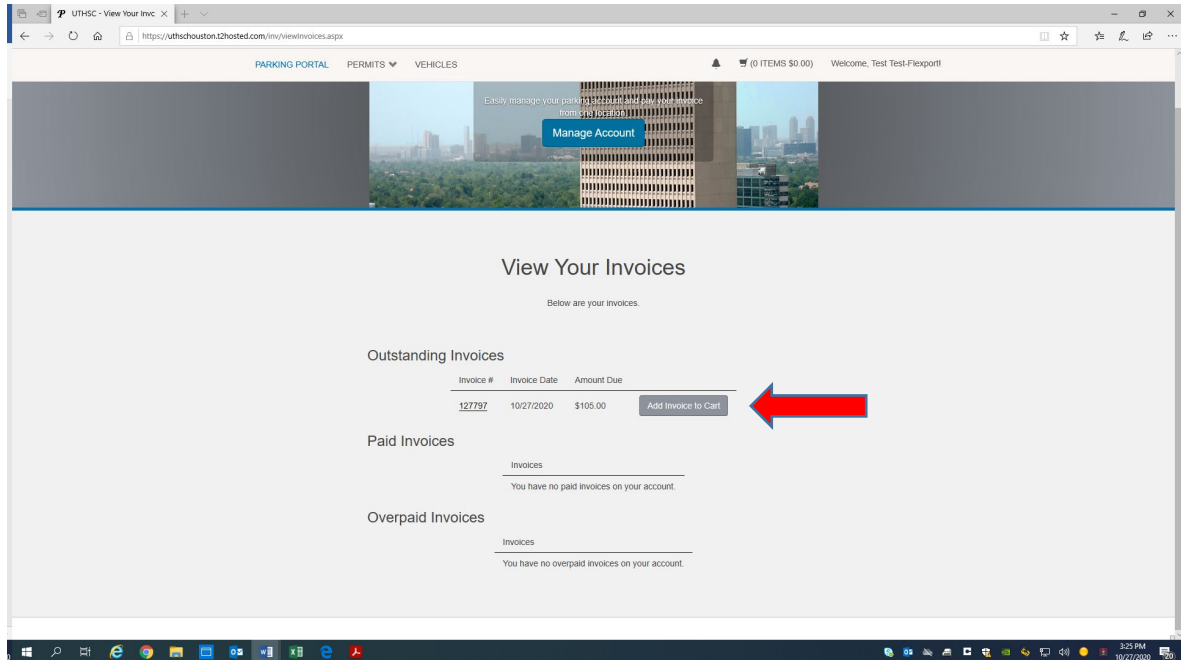 UTHSC - View Your Invc
https://uthschouston.t2hosted.com/inv/viewInvoices.aspx
PARKING PORTAL PERMITS VEHICLES (0 ITEMS $0.00) Welcome, Test Test-Flexport!
Easily manage your parking account and pay your invoice
from one location.
Manage Account
View Your Invoices
Below are your invoices.
Outstanding Invoices
Invoice # Invoice Date Amount Due
127797 10/27/2020 $105.00 Add Invoice to Cart
Paid Invoices
Invoices
You have no paid invoices on your account.
Overpaid Invoices
Invoices
You have no overpaid invoices on your account.
3:25 PM
10/27/2020
20